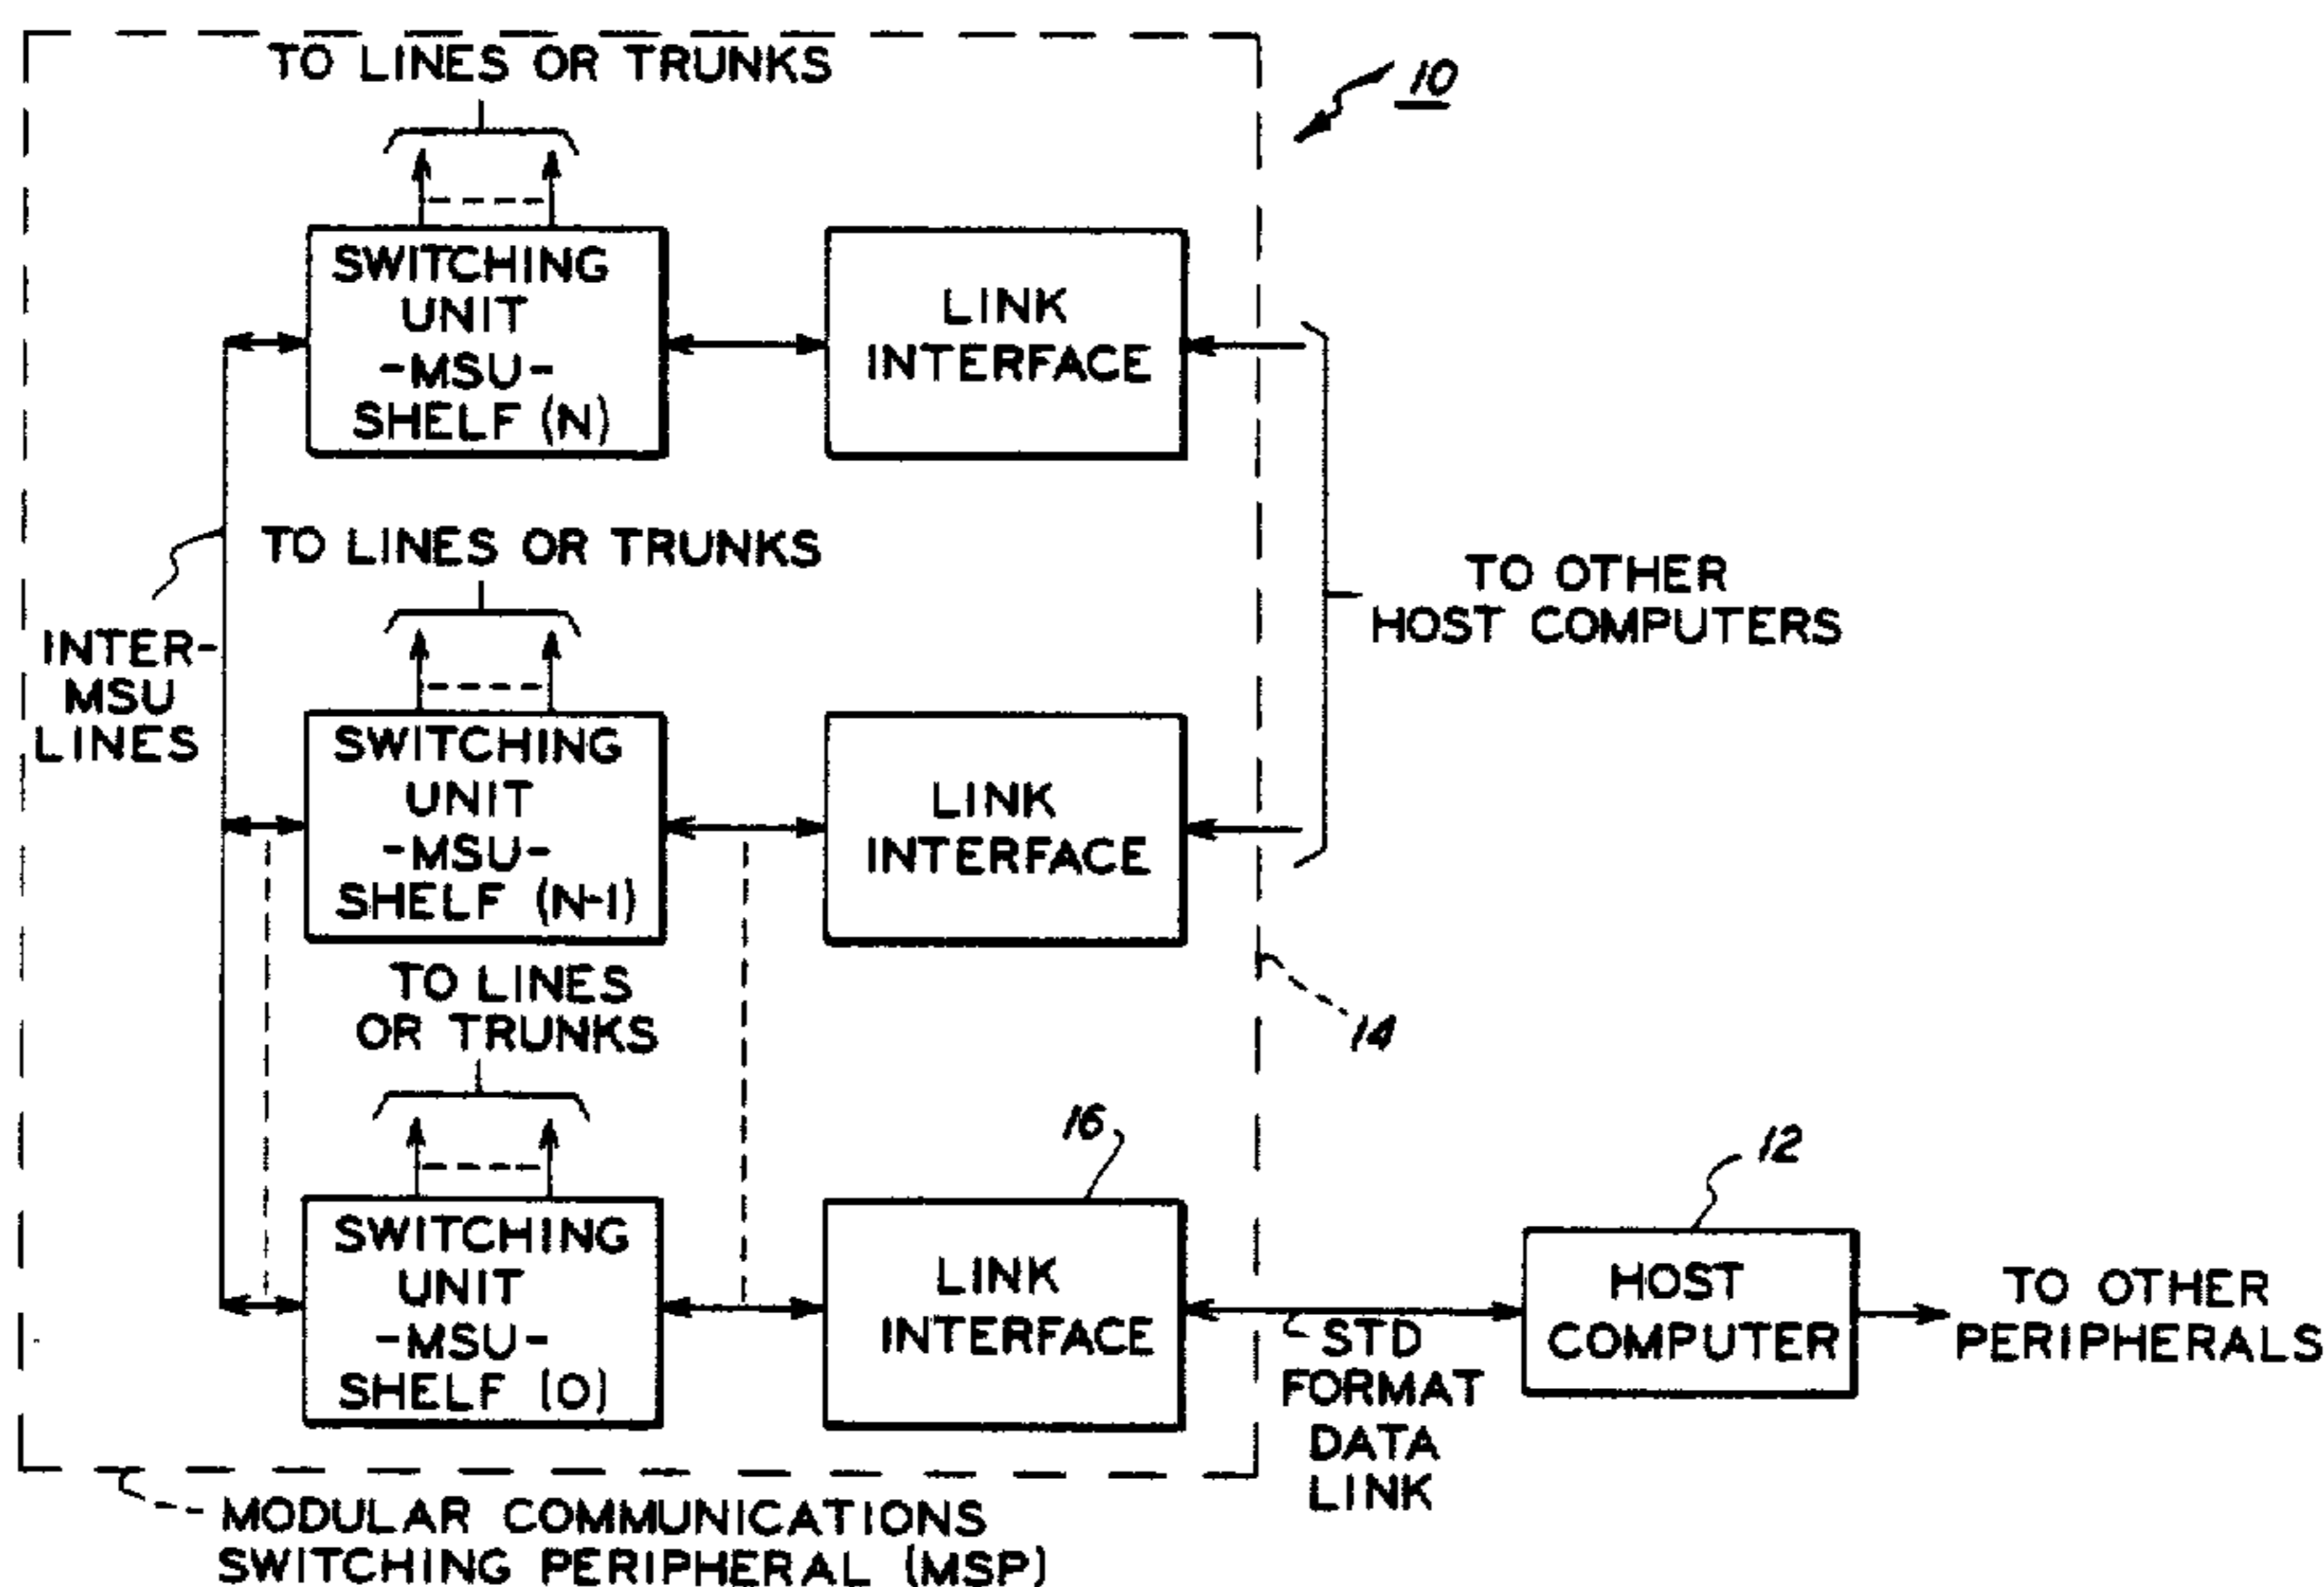 TO LINES OR TRUNKS
10
SWITCHING
UNIT
-MSU-
SHELF (N)
LINK
INTERFACE
TO LINES OR TRUNKS
INTER-
MSU
LINES
TO OTHER
HOST COMPUTERS
SWITCHING
UNIT
-MSU-
SHELF (N-1)
LINK
INTERFACE
TO LINES
OR TRUNKS
14
16
12
SWITCHING
UNIT
-MSU-
SHELF (0)
LINK
INTERFACE
STD
FORMAT
DATA
LINK
HOST
COMPUTER
TO OTHER
PERIPHERALS
MODULAR COMMUNICATIONS
SWITCHING PERIPHERAL (MSP)